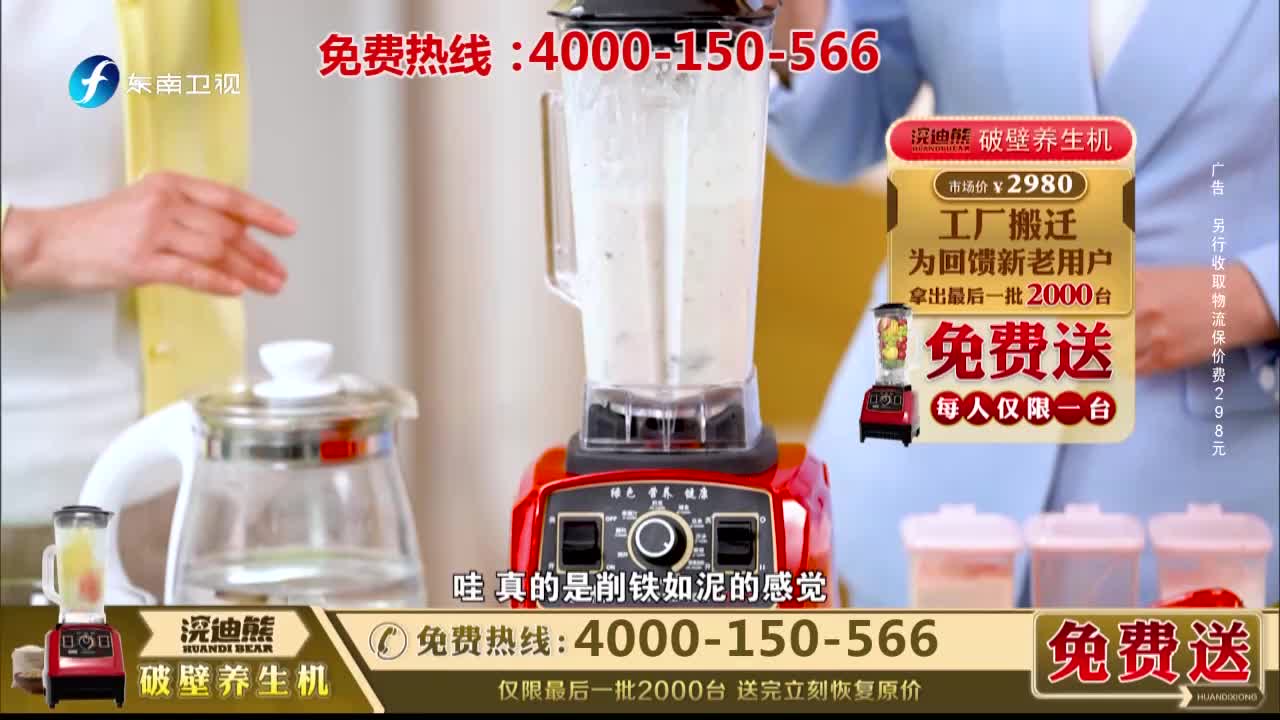 免费热线：4000-150-566
东南卫视
浣迪熊
HUANDI BEAR
破壁养生机
市场价￥2980
工厂搬迁
为回馈新老用户
拿出最后一批2000台
免费送
每人仅限一台
广告 另行收取物流保价费298元
绿色 营养 健康
OFF
哇 真的是削铁如泥的感觉
浣迪熊
HUANDI BEAR
破壁养生机
免费热线:4000-150-566
仅限最后一批2000台 送完立刻恢复原价
免费送
HUANDIXIONG